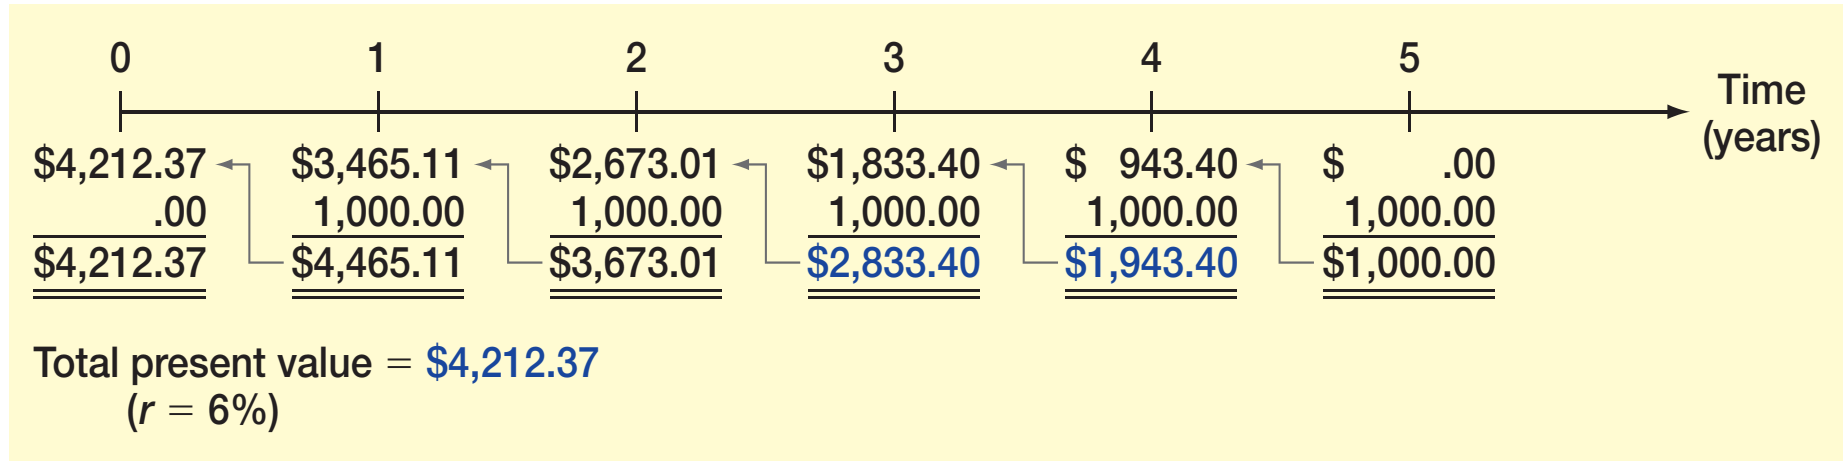 0 1 2 3 4 5
Time
(years)
$4,212.37 $3,465.11 $2,673.01 $1,833.40 $ 943.40 $ .00
.00 1,000.00 1,000.00 1,000.00 1,000.00 1,000.00
$4,212.37 $4,465.11 $3,673.01 $2,833.40 $1,943.40 $1,000.00
Total present value = $4,212.37
(r = 6%)